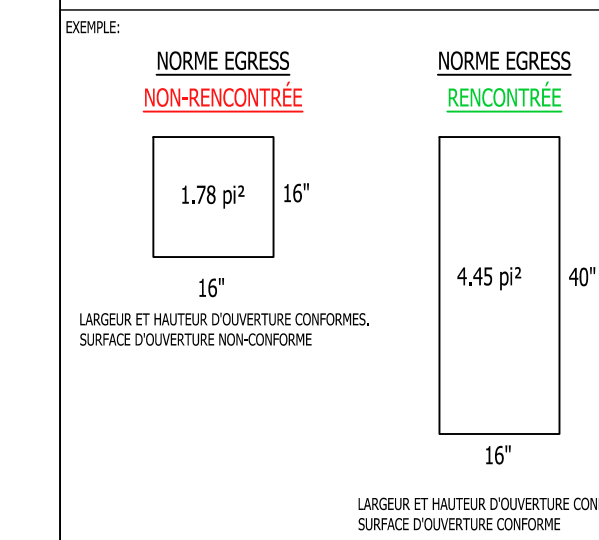 EXEMPLE:
NORME EGRESS
NON-RENCONTRÉE
1.78 pi²
16"
16"
LARGEUR ET HAUTEUR D'OUVERTURE CONFORMES.
SURFACE D'OUVERTURE NON-CONFORME
NORME EGRESS
RENCONTRÉE
4.45 pi²
40"
16"
LARGEUR ET HAUTEUR D'OUVERTURE
SURFACE D'OUVERTURE CONFORME